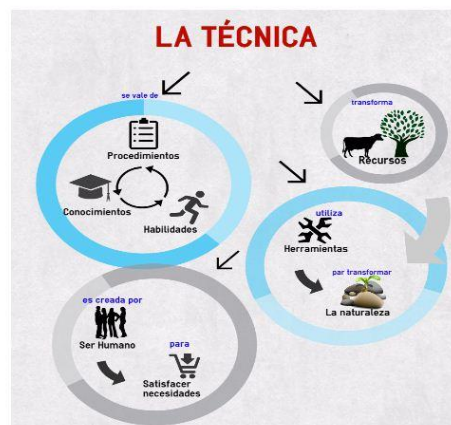 LA TÉCNICA
se vale de
Procedimientos
Conocimientos
Habilidades
transforma
Recursos
utiliza
Herramientas
par transformar
La naturaleza
es creada por
Ser Humano
para
Satisfacer
necesidades